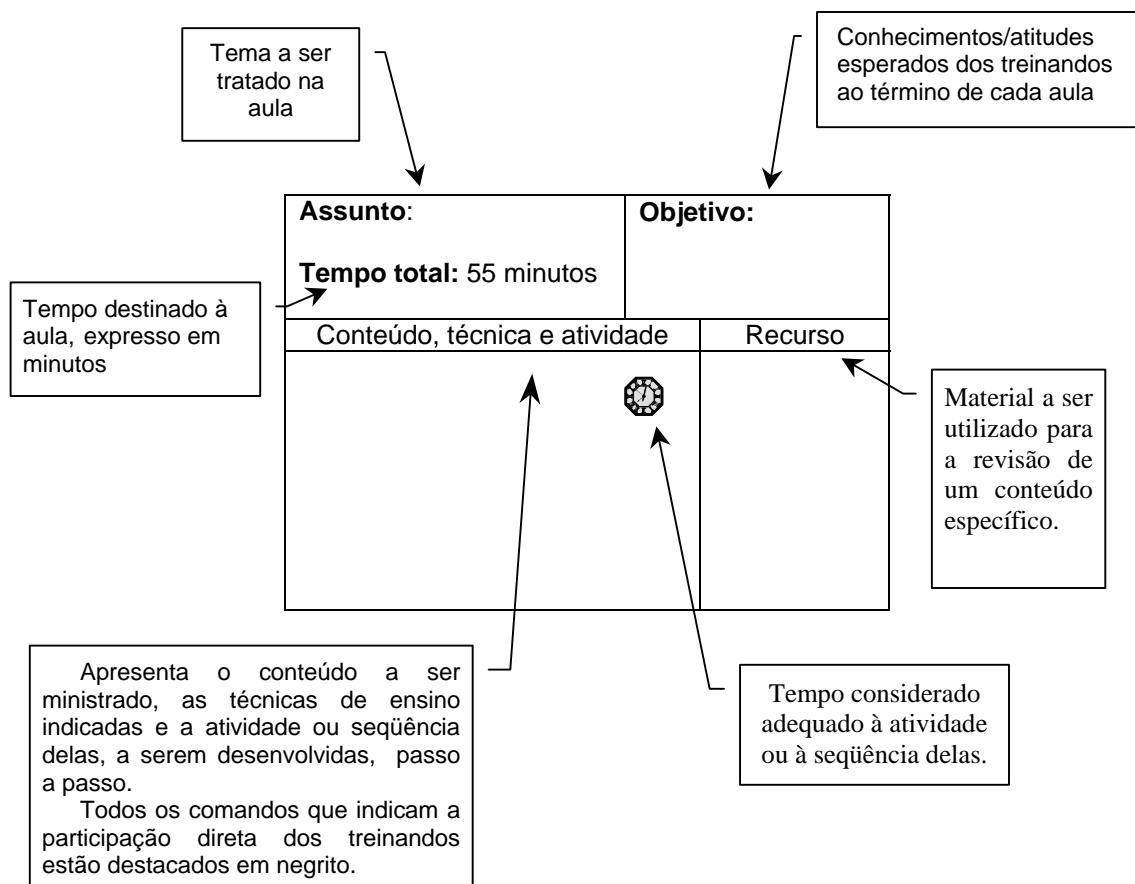 Tema a ser
tratado na
aula
Conhecimentos/atitudes
esperados dos treinandos
ao término de cada aula
Assunto:
Tempo total: 55 minutos
Objetivo:
Tempo destinado à
aula, expresso em
minutos
Conteúdo, técnica e atividade
Recurso
Material a ser
utilizado para
a revisão de
um conteúdo
específico.
Apresenta o conteúdo a ser
ministrado, as técnicas de ensino
indicadas e a atividade ou seqüência
delas, a serem desenvolvidas, passo
a passo.
Todos os comandos que indicam a
participação direta dos treinandos
estão destacados em negrito.
Tempo considerado
adequado à atividade
ou à seqüência delas.